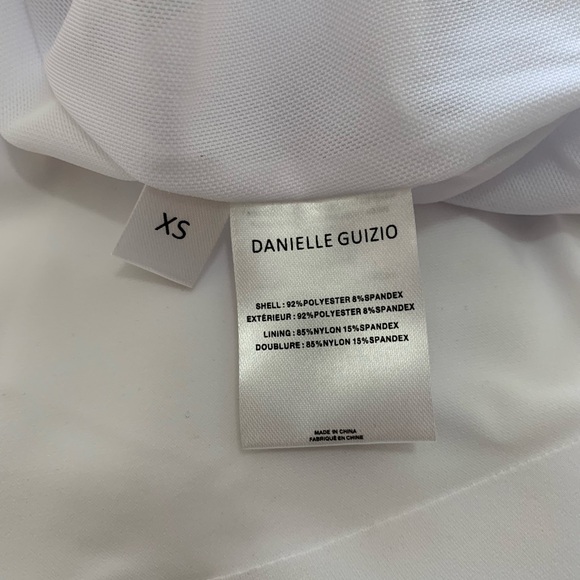 XS
DANIELLE GUIZIO
SHELL : 92%POLYESTER 8%SPANDEX
EXTÉRIEUR : 92%POLYESTER 8%SPANDEX
LINING : 85%NYLON 15%SPANDEX
DOUBLURE : 85%NYLON 15%SPANDEX
MADE IN CHINA
FABRIQUÉ EN CHINE